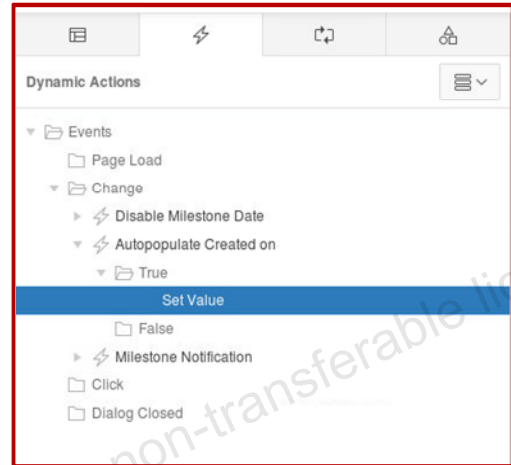 Dynamic Actions
Events
Page Load
Change
Disable Milestone Date
Autopopulate Created on
True
Set Value
False
Milestone Notification
Click
Dialog Closed
non-transferable